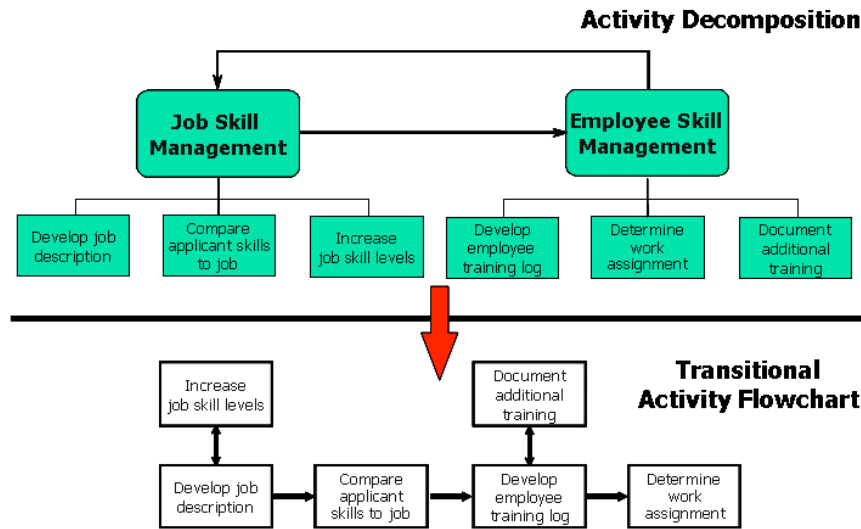 Activity Decomposition
Job Skill
Management
Employee Skill
Management
Develop job
description
Compare
applicant skills
to job
Increase
job skill levels
Develop
employee
training log
Determine
work
assignment
Document
additional
training
Transitional
Activity Flowchart
Increase
job skill levels
Document
additional
training
Develop job
description
Compare
applicant
skills to job
Develop
employee
training log
Determine work
assignment